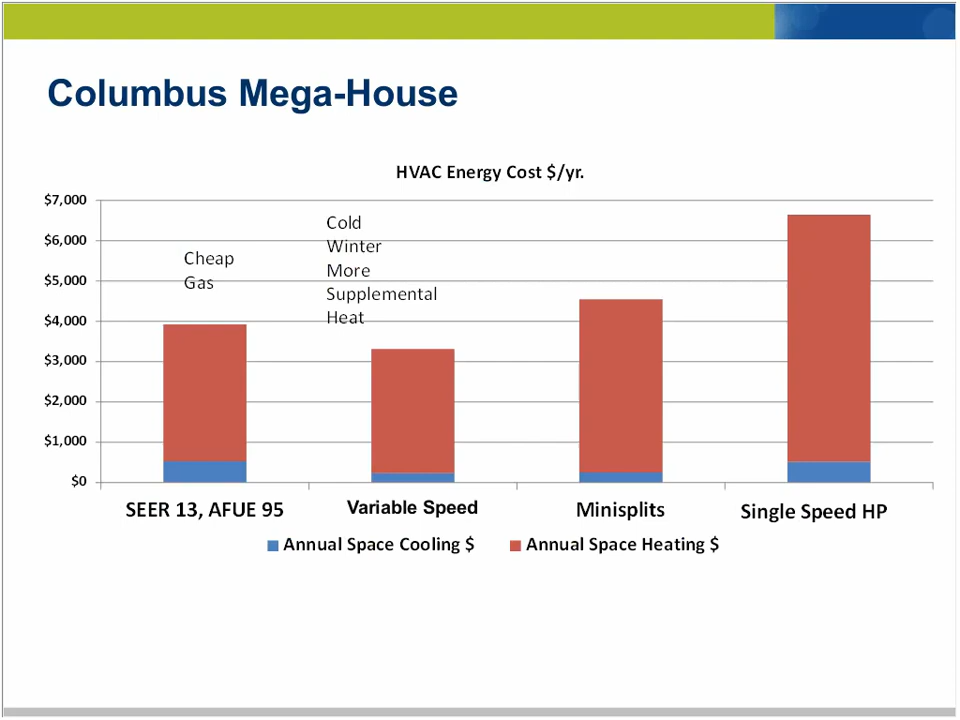 Columbus Mega-House
HVAC Energy Cost $/yr.
$7,000
$6,000
$5,000
$4,000
$3,000
$2,000
$1,000
$0
Cheap
Gas
Cold
Winter
More
Supplemental
Heat
SEER 13, AFUE 95
Variable Speed
Minisplits
Single Speed HP
Annual Space Cooling $
Annual Space Heating $